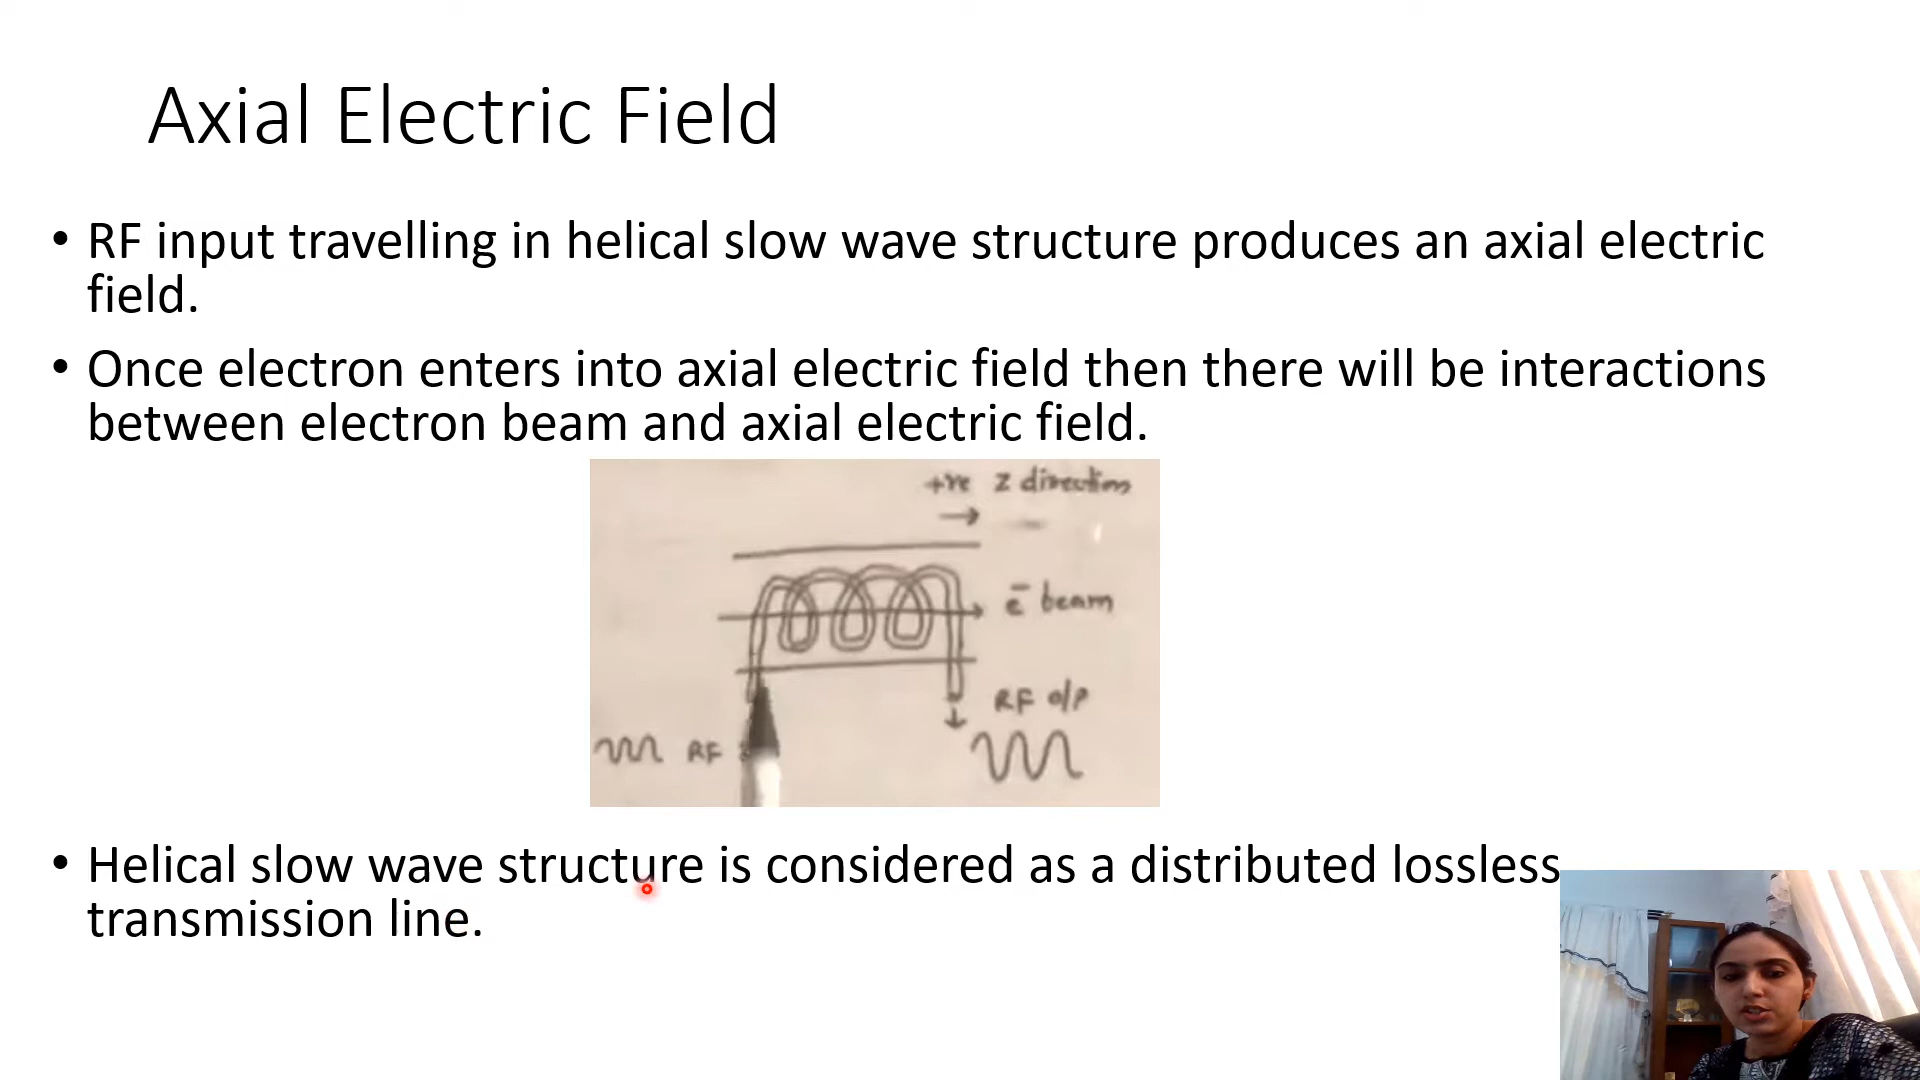 Axial Electric Field
• RF input travelling in helical slow wave structure produces an axial electric
field.
• Once electron enters into axial electric field then there will be interactions
between electron beam and axial electric field.
+ve Z direction
e⁻ beam
RF o/p
RF
• Helical slow wave structure is considered as a distributed lossless
transmission line.